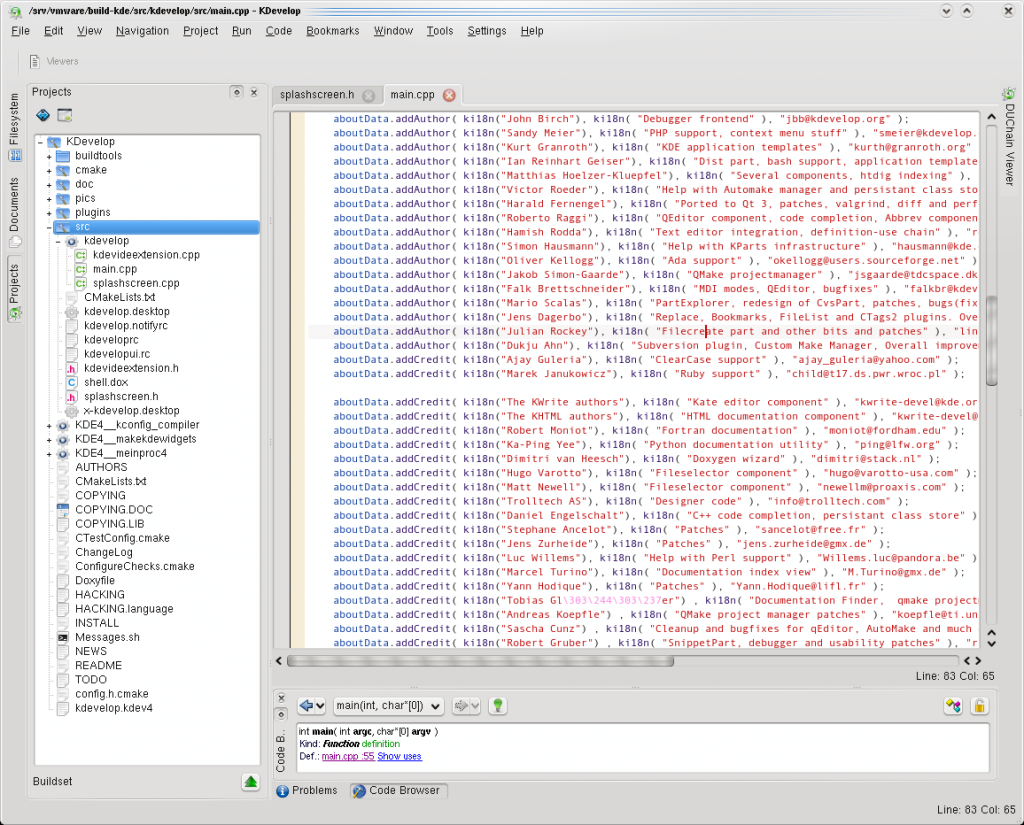 /srv/vmware/build-kde/src/kdevelop/src/main.cpp - KDevelop
File Edit View Navigation Project Run Code Bookmarks Window Tools Settings Help
Viewers
Filesystem
Documents
Projects
Projects
KDevelop
buildtools
cmake
doc
pics
plugins
src
kdevelop
kdevideextension.cpp
main.cpp
splashscreen.cpp
CMakeLists.txt
kdevelop.desktop
kdevelop.notifyrc
kdeveloprc
kdevelopui.rc
kdevideextension.h
shell.dox
splashscreen.h
x-kdevelop.desktop
KDE4__kconfig_compiler
KDE4__makekdewidgets
KDE4__meinproc4
AUTHORS
CMakeLists.txt
COPYING
COPYING.DOC
COPYING.LIB
CTestConfig.cmake
ChangeLog
ConfigureChecks.cmake
Doxyfile
HACKING
HACKING.language
INSTALL
Messages.sh
NEWS
README
TODO
config.h.cmake
kdevelop.kdev4
Buildset
splashscreen.h main.cpp
aboutData.addAuthor( ki18n("John Birch"), ki18n( "Debugger frontend" ), "jbb@kdevelop.org" );
aboutData.addAuthor( ki18n("Sandy Meier"), ki18n( "PHP support, context menu stuff" ), "smeier@kdevelop.
aboutData.addAuthor( ki18n("Kurt Granroth"), ki18n( "KDE application templates" ), "kurth@granroth.org"
aboutData.addAuthor( ki18n("Ian Reinhart Geiser"), ki18n( "Dist part, bash support, application template
aboutData.addAuthor( ki18n("Matthias Hoelzer-Kluepfel"), ki18n( "Several components, htdig indexing" ),
aboutData.addAuthor( ki18n("Victor Roeder"), ki18n( "Help with Automake manager and persistant class sto
aboutData.addAuthor( ki18n("Harald Fernengel"), ki18n( "Ported to Qt 3, patches, valgrind, diff and perf
aboutData.addAuthor( ki18n("Roberto Raggi"), ki18n( "QEditor component, code completion, Abbrev componen
aboutData.addAuthor( ki18n("Hamish Rodda"), ki18n( "Text editor integration, definition-use chain" ), "r
aboutData.addAuthor( ki18n("Simon Hausmann"), ki18n( "Help with KParts infrastructure" ), "hausmann@kde.
aboutData.addAuthor( ki18n("Oliver Kellogg"), ki18n( "Ada support" ), "okellogg@users.sourceforge.net" )
aboutData.addAuthor( ki18n("Jakob Simon-Gaarde"), ki18n( "QMake projectmanager" ), "jsgaarde@tdcspace.dk
aboutData.addAuthor( ki18n("Falk Brettschneider"), ki18n( "MDI modes, QEditor, bugfixes" ), "falkbr@kdev
aboutData.addAuthor( ki18n("Mario Scalas"), ki18n( "PartExplorer, redesign of CvsPart, patches, bugs(fix
aboutData.addAuthor( ki18n("Jens Dagerbo"), ki18n( "Replace, Bookmarks, FileList and CTags2 plugins. Ove
aboutData.addAuthor( ki18n("Julian Rockey"), ki18n( "Filecreate part and other bits and patches" ), "lin
aboutData.addAuthor( ki18n("Dukju Ahn"), ki18n( "Subversion plugin, Custom Make Manager, Overall improve
aboutData.addCredit( ki18n("Ajay Guleria"), ki18n( "ClearCase support" ), "ajay_guleria@yahoo.com" );
aboutData.addCredit( ki18n("Marek Janukowicz"), ki18n( "Ruby support" ), "child@t17.ds.pwr.wroc.pl" );
aboutData.addCredit( ki18n("The KWrite authors"), ki18n( "Kate editor component" ), "kwrite-devel@kde.or
aboutData.addCredit( ki18n("The KHTML authors"), ki18n( "HTML documentation component" ), "kwrite-devel@
aboutData.addCredit( ki18n("Robert Moniot"), ki18n( "Fortran documentation" ), "moniot@fordham.edu" );
aboutData.addCredit( ki18n("Ka-Ping Yee"), ki18n( "Python documentation utility" ), "ping@lfw.org" );
aboutData.addCredit( ki18n("Dimitri van Heesch"), ki18n( "Doxygen wizard" ), "dimitri@stack.nl" );
aboutData.addCredit( ki18n("Hugo Varotto"), ki18n( "Fileselector component" ), "hugo@varotto-usa.com" );
aboutData.addCredit( ki18n("Matt Newell"), ki18n( "Fileselector component" ), "newellm@proaxis.com" );
aboutData.addCredit( ki18n("Trolltech AS"), ki18n( "Designer code" ), "info@trolltech.com" );
aboutData.addCredit( ki18n("Daniel Engelschalt"), ki18n( "C++ code completion, persistant class store" )
aboutData.addCredit( ki18n("Stephane Ancelot"), ki18n( "Patches" ), "sancelot@free.fr" );
aboutData.addCredit( ki18n("Jens Zurheide"), ki18n( "Patches" ), "jens.zurheide@gmx.de" );
aboutData.addCredit( ki18n("Luc Willems"), ki18n( "Help with Perl support" ), "Willems.luc@pandora.be" )
aboutData.addCredit( ki18n("Marcel Turino"), ki18n( "Documentation index view" ), "M.Turino@gmx.de" );
aboutData.addCredit( ki18n("Yann Hodique"), ki18n( "Patches" ), "Yann.Hodique@lifl.fr" );
aboutData.addCredit( ki18n("Tobias Gl\303\244\303\237er") , ki18n( "Documentation Finder,  qmake project
aboutData.addCredit( ki18n("Andreas Koepfle") , ki18n( "QMake project manager patches" ), "koepfle@ti.un
aboutData.addCredit( ki18n("Sascha Cunz") , ki18n( "Cleanup and bugfixes for qEditor, AutoMake and much
aboutData.addCredit( ki18n("Robert Gruber") , ki18n( "SnippetPart, debugger and usability patches" ), "r
Line: 83 Col: 65
DUChain Viewer
Code B..
main(int, char*[0])
int main( int argc, char*[0] argv )
Kind: Function definition
Def.: main.cpp :55 Show uses
Problems Code Browser
Line: 83 Col: 65